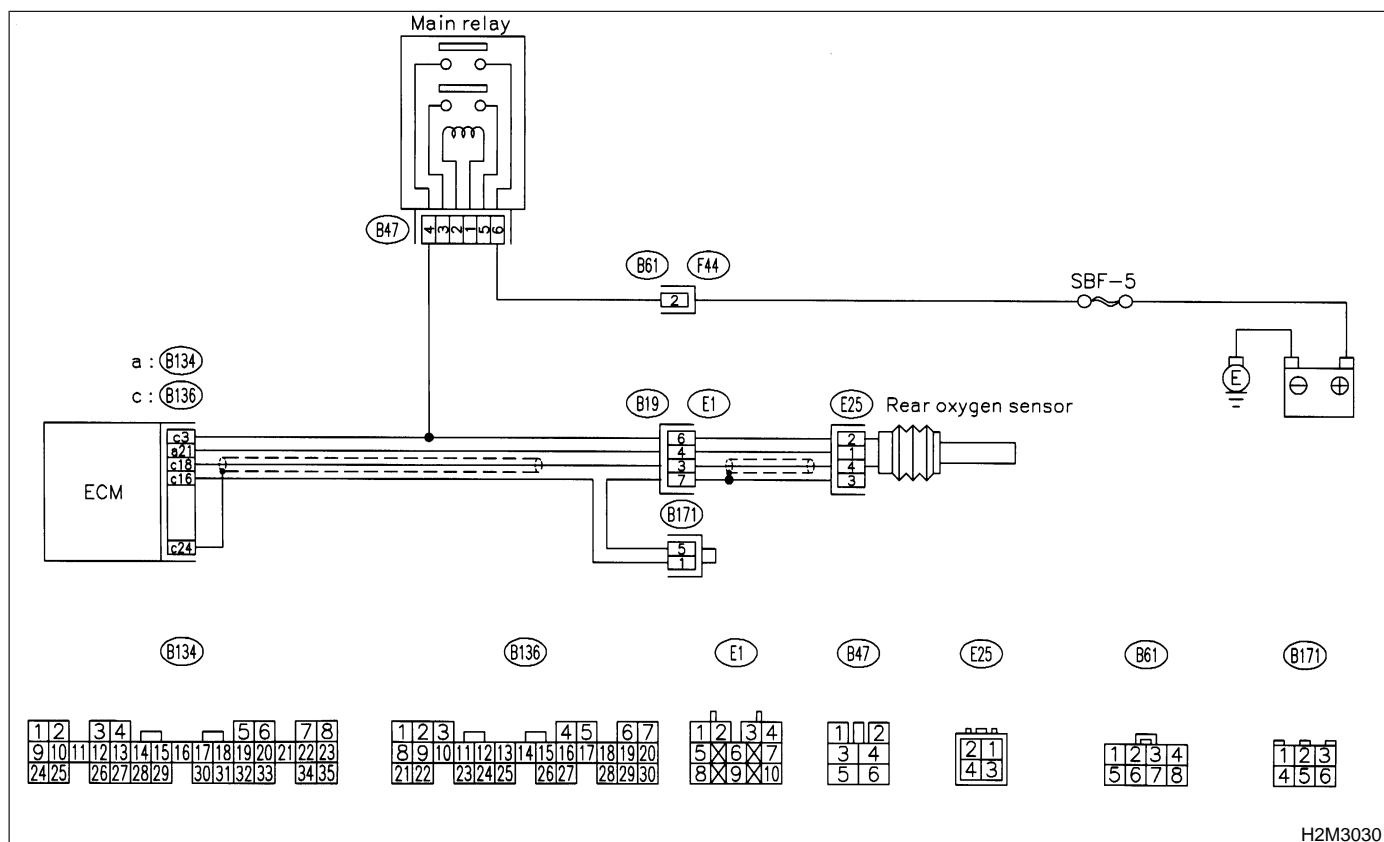 Main relay
B47
4 3 2 1 5 6
B61 F44
2
SBF-5
E
a : B134
c : B136
B19 E1
E25 Rear oxygen sensor
c3
a21
c18
c16
c24
ECM
6
4
3
7
2
1
4
3
B171
5
1
B134 B136 E1 B47 E25 B61 B171
1 2 3 4 5 6 7 8
9 10 11 12 13 14 15 16 17 18 19 20 21 22 23
24 25 26 27 28 29 30 31 32 33 34 35
1 2 3 4 5 6 7
8 9 10 11 12 13 14 15 16 17 18 19 20
21 22 23 24 25 26 27 28 29 30
1 2 3 4
5 6 7
8 9 10
1 2
3 4
5 6
2 1
4 3
1 2 3 4
5 6 7 8
1 2 3
4 5 6
H2M3030